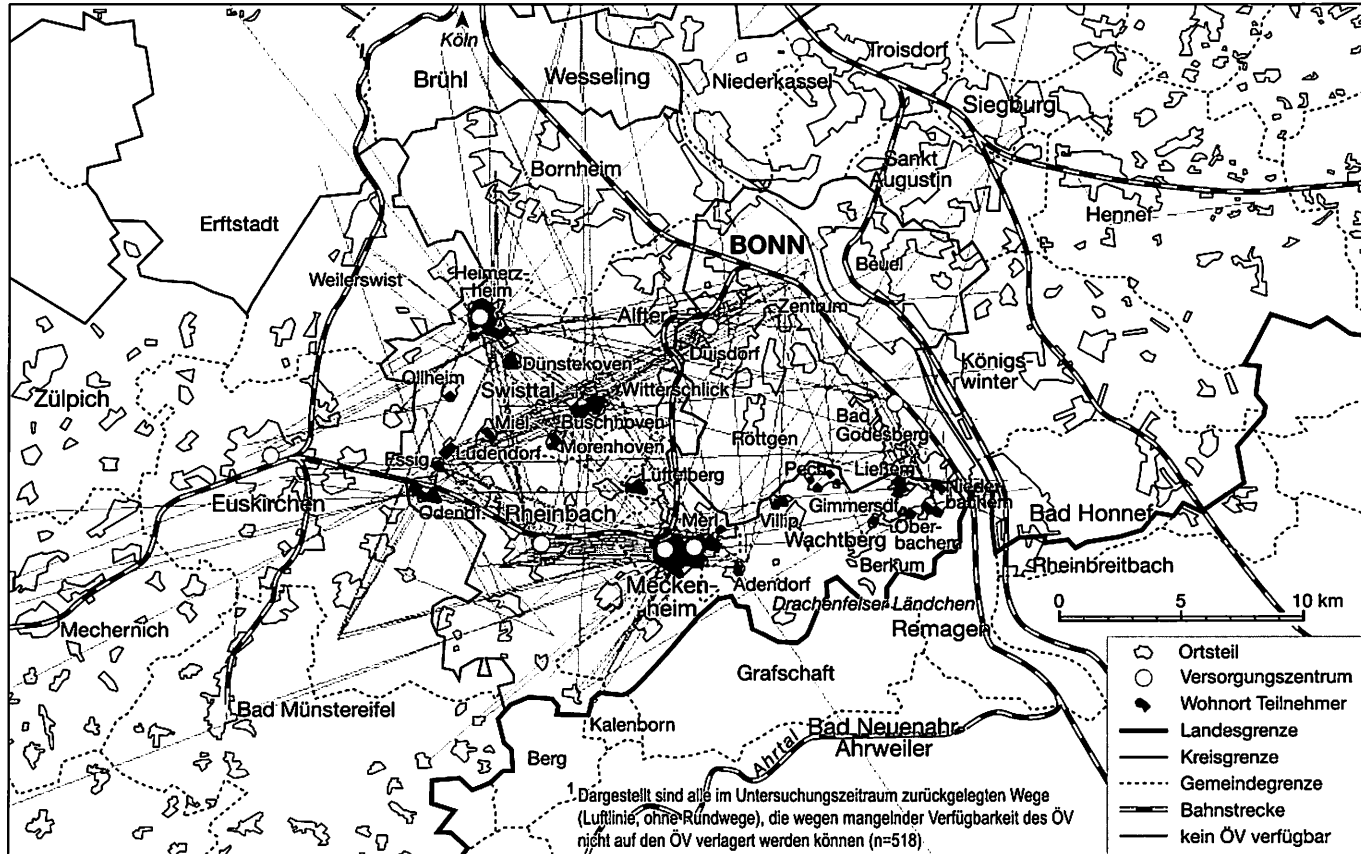 Köln
Brühl
Wesseling
Niederkassel
Troisdorf
Siegburg
Bornheim
Sankt
Augustin
Hennef
Erftstadt
BONN
Beuel
Weilerswist
Heimerz-
heim
Alfter
Zentrum
Duisdorf
Dünstekoven
Ollheim
Swisttal
Witterschlick
Königs-
winter
Zülpich
Miel
Buschhoven
Morenhoven
Röttgen
Bad
Godesberg
Essig
Ludendorf
Lüftelberg
Pech
Ließem
Nieder-
bachem
Euskirchen
Odendf.
Rheinbach
Merl
Villip
Gimmersdf.
Ober-
bachem
Bad Honnef
Wachtberg
Berkum
Rheinbreitbach
Mecken-
heim
Adendorf
Drachenfelser Ländchen
Remagen
0 5 10 km
Mechernich
Grafschaft
Bad Münstereifel
Kalenborn
Bad Neuenahr-
Ahrweiler
Berg
Ahrtal
Ortsteil
Versorgungszentrum
Wohnort Teilnehmer
Landesgrenze
Kreisgrenze
Gemeindegrenze
Bahnstrecke
kein ÖV verfügbar
1 Dargestellt sind alle im Untersuchungszeitraum zurückgelegten Wege
(Luftlinie, ohne Rundwege), die wegen mangelnder Verfügbarkeit des ÖV
nicht auf den ÖV verlagert werden können (n=518)